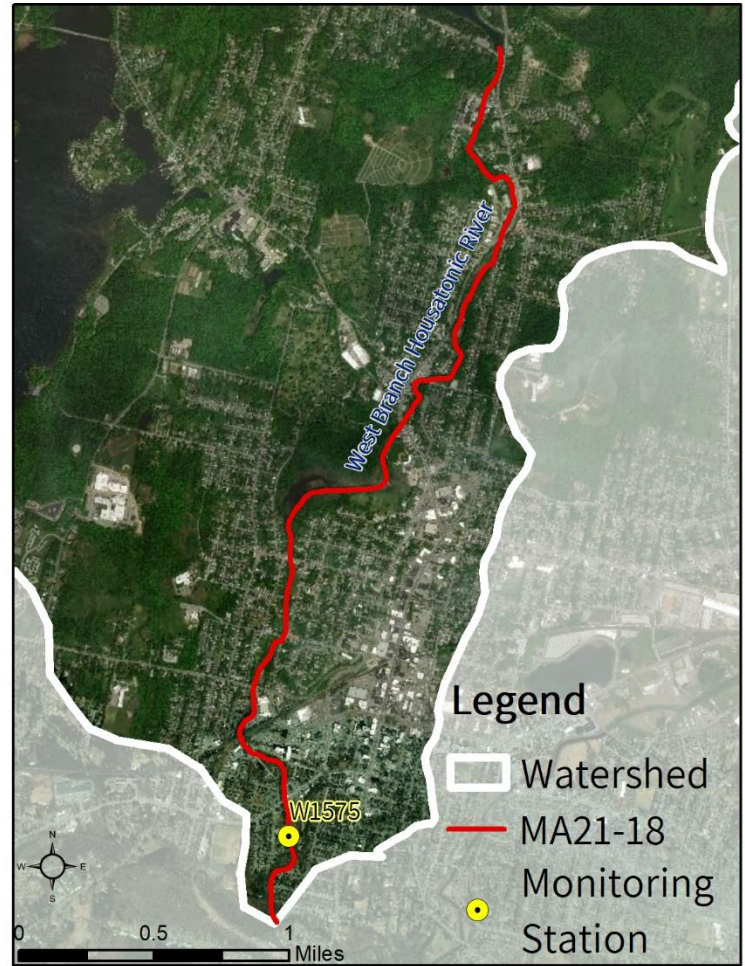 West Branch Housatonic River
W1575
Legend
Watershed
MA21-18
Monitoring
Station
N
W E
S
0 0.5 1
Miles